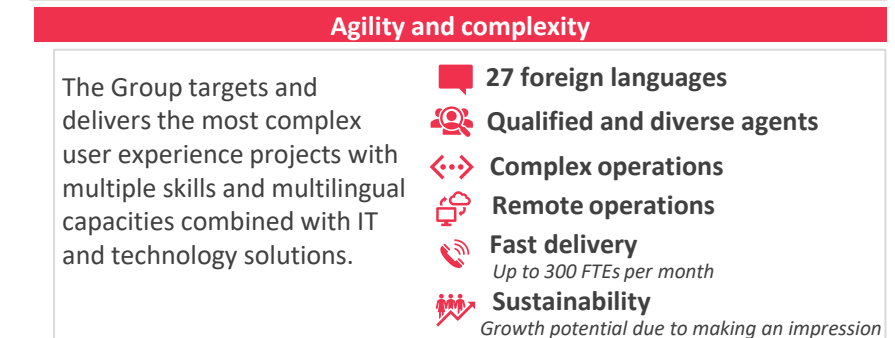 Agility and complexity
The Group targets and
delivers the most complex
user experience projects with
multiple skills and multilingual
capacities combined with IT
and technology solutions.
27 foreign languages
Qualified and diverse agents
Complex operations
Remote operations
Fast delivery
Up to 300 FTEs per month
Sustainability
Growth potential due to making an impression